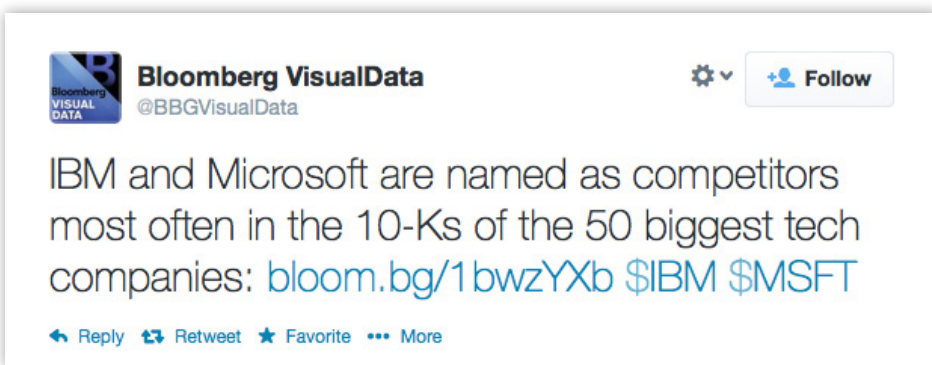 Bloomberg
VISUAL
DATA
Bloomberg VisualData
@BBGVisualData
Follow
IBM and Microsoft are named as competitors
most often in the 10-Ks of the 50 biggest tech
companies: bloom.bg/1bwzYXb $IBM $MSFT
Reply Retweet Favorite More